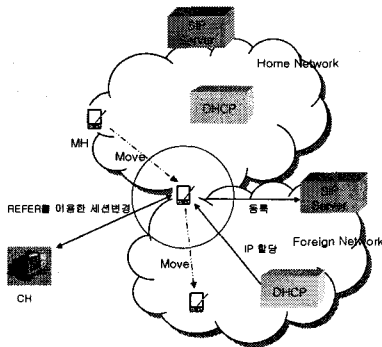 SIP
Server
Home Network
DHCP
MH
Move
REFER를 이용한 세션변경
등록
SIP
Server
Foreign Network
IP 할당
Move
DHCP
CH